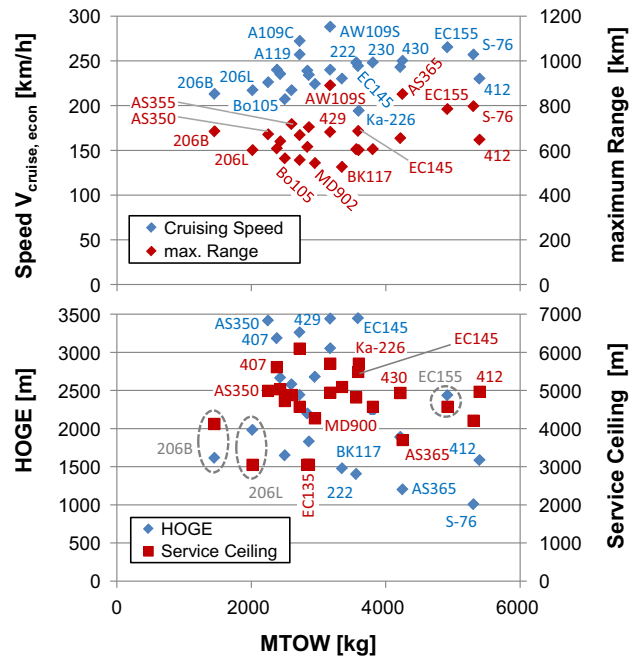 300
250
200
150
100
50
0
Speed V_cruise, econ [km/h]
1200
1000
800
600
400
200
0
maximum Range [km]
A109C
AW109S
A119
222
230
430
EC155
S-76
206B
206L
Bo105
EC145
AS365
412
AS355
AS350
AW109S
429
Ka-226
EC155
S-76
206B
206L
Bo105
MD902
BK117
EC145
412
Cruising Speed
max. Range
3500
3000
2500
2000
1500
1000
500
0
HOGE [m]
7000
6000
5000
4000
3000
2000
1000
0
Service Ceiling [m]
AS350
429
EC145
407
Ka-226
EC145
407
AS350
430
EC155
412
MD900
206B
206L
EC135
BK117
AS365
412
222
AS365
S-76
HOGE
Service Ceiling
0
2000
4000
6000
MTOW [kg]